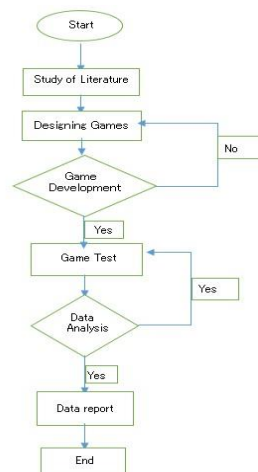 Start
Study of Literature
Designing Games
No
Game
Development
Yes
Game Test
Yes
Data
Analysis
Yes
Data report
End